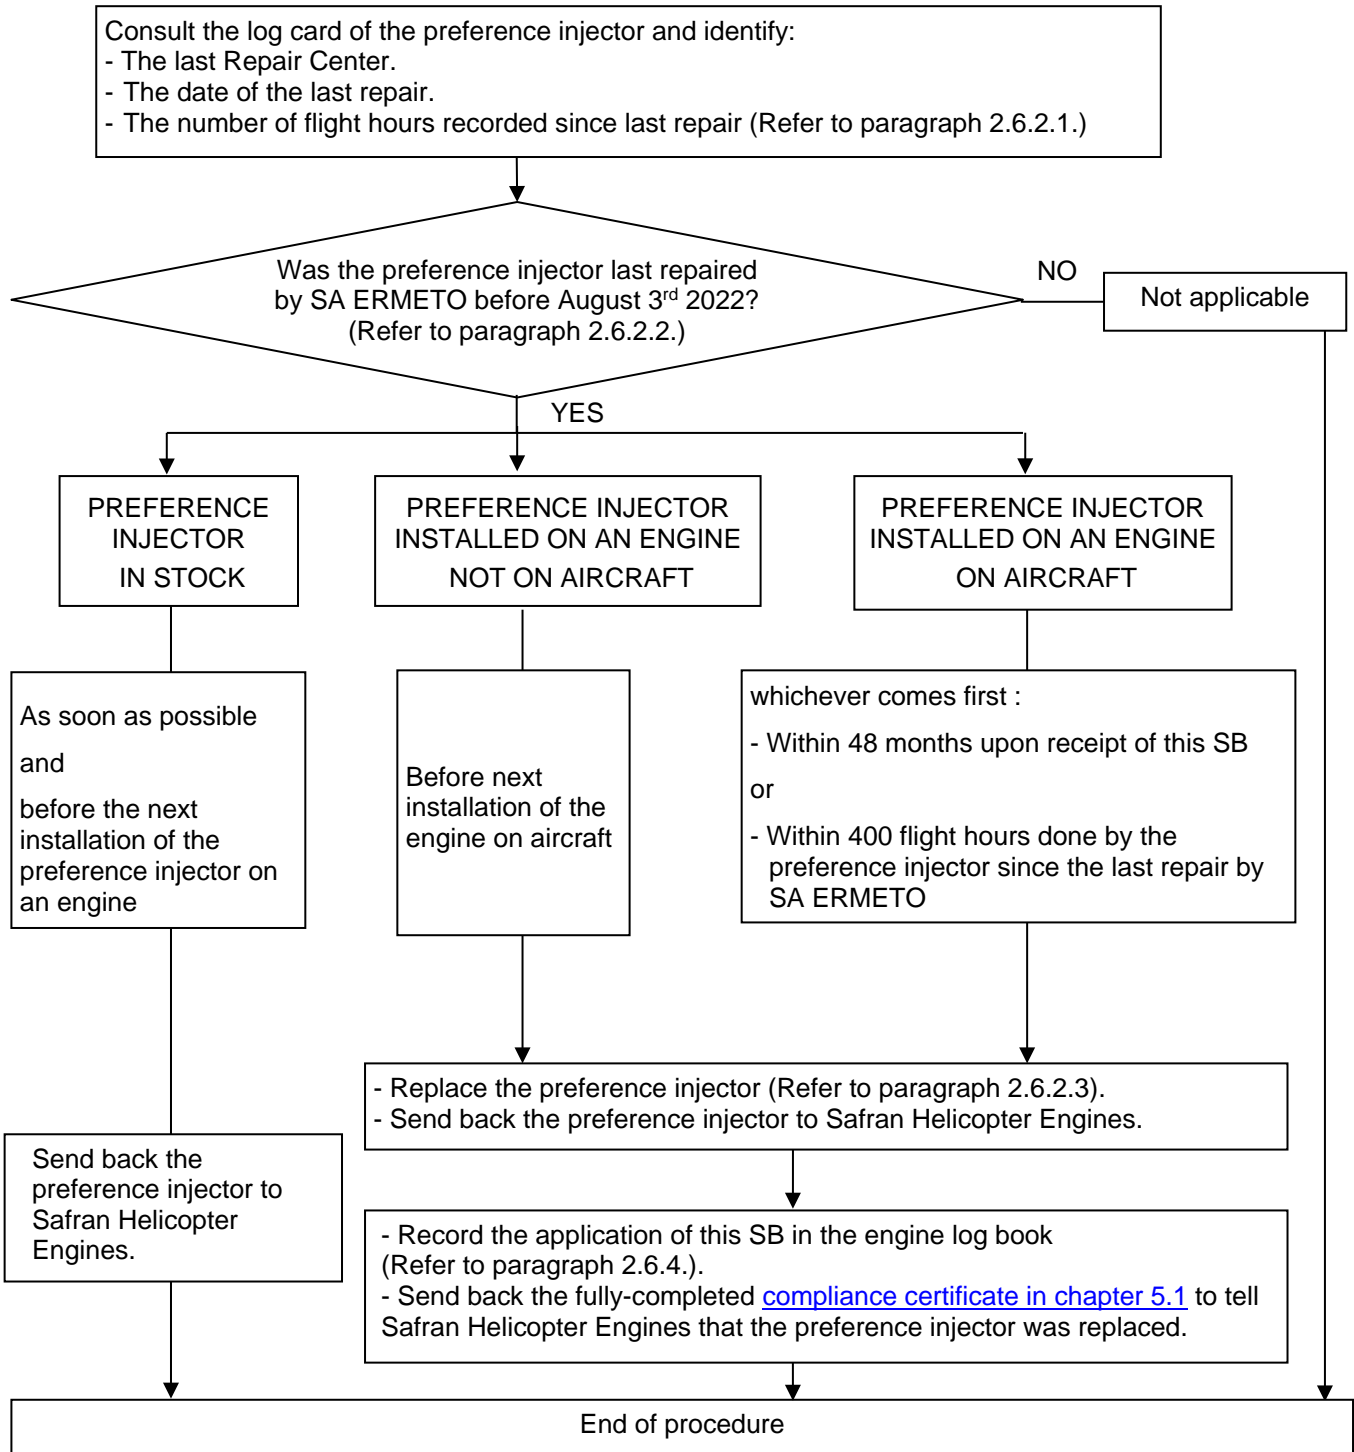 Consult the log card of the preference injector and identify:
- The last Repair Center.
- The date of the last repair.
- The number of flight hours recorded since last repair (Refer to paragraph 2.6.2.1.)
Was the preference injector last repaired
by SA ERMETO before August 3rd 2022?
(Refer to paragraph 2.6.2.2.)
NO
Not applicable
YES
PREFERENCE
INJECTOR
IN STOCK
PREFERENCE INJECTOR
INSTALLED ON AN ENGINE
NOT ON AIRCRAFT
PREFERENCE INJECTOR
INSTALLED ON AN ENGINE
ON AIRCRAFT
As soon as possible
and
before the next
installation of the
preference injector on
an engine
Before next
installation of the
engine on aircraft
whichever comes first :
- Within 48 months upon receipt of this SB
or
- Within 400 flight hours done by the
preference injector since the last repair by
SA ERMETO
- Replace the preference injector (Refer to paragraph 2.6.2.3).
- Send back the preference injector to Safran Helicopter Engines.
Send back the
preference injector to
Safran Helicopter
Engines.
- Record the application of this SB in the engine log book
(Refer to paragraph 2.6.4.).
- Send back the fully-completed compliance certificate in chapter 5.1 to tell
Safran Helicopter Engines that the preference injector was replaced.
End of procedure